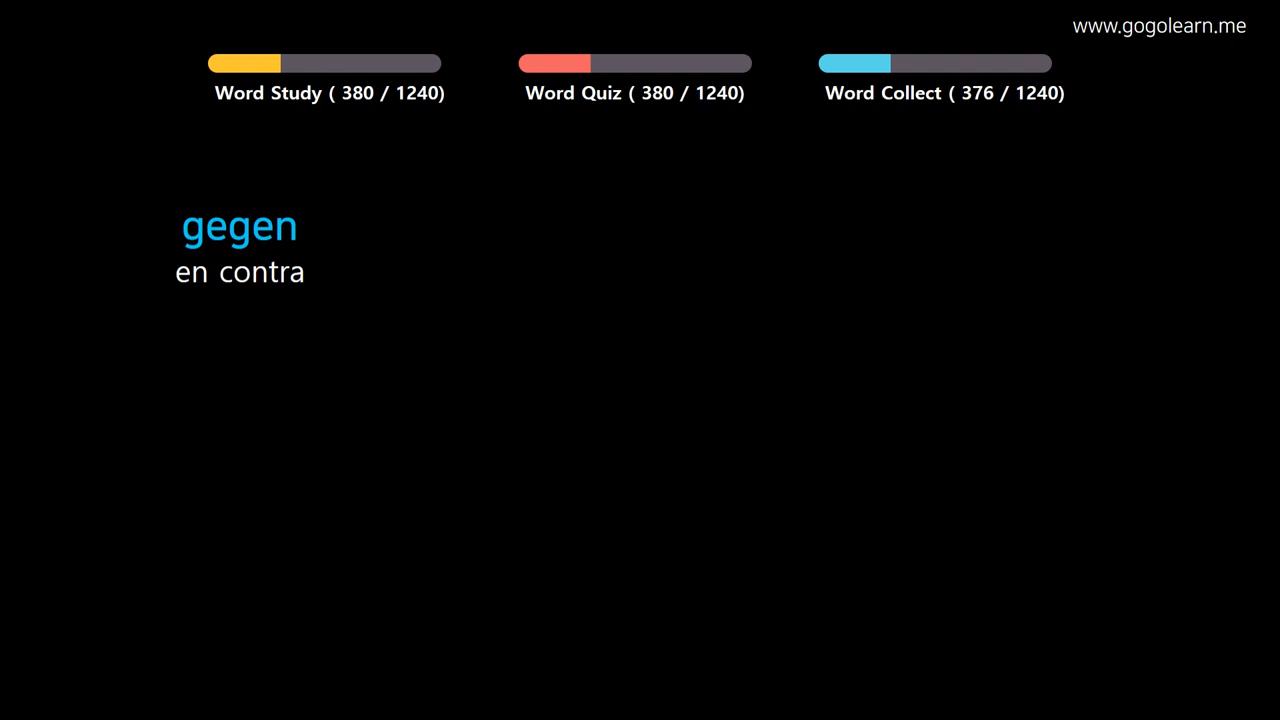 www.gogolearn.me
Word Study ( 380 / 1240)
Word Quiz ( 380 / 1240)
Word Collect ( 376 / 1240)
gegen
en contra